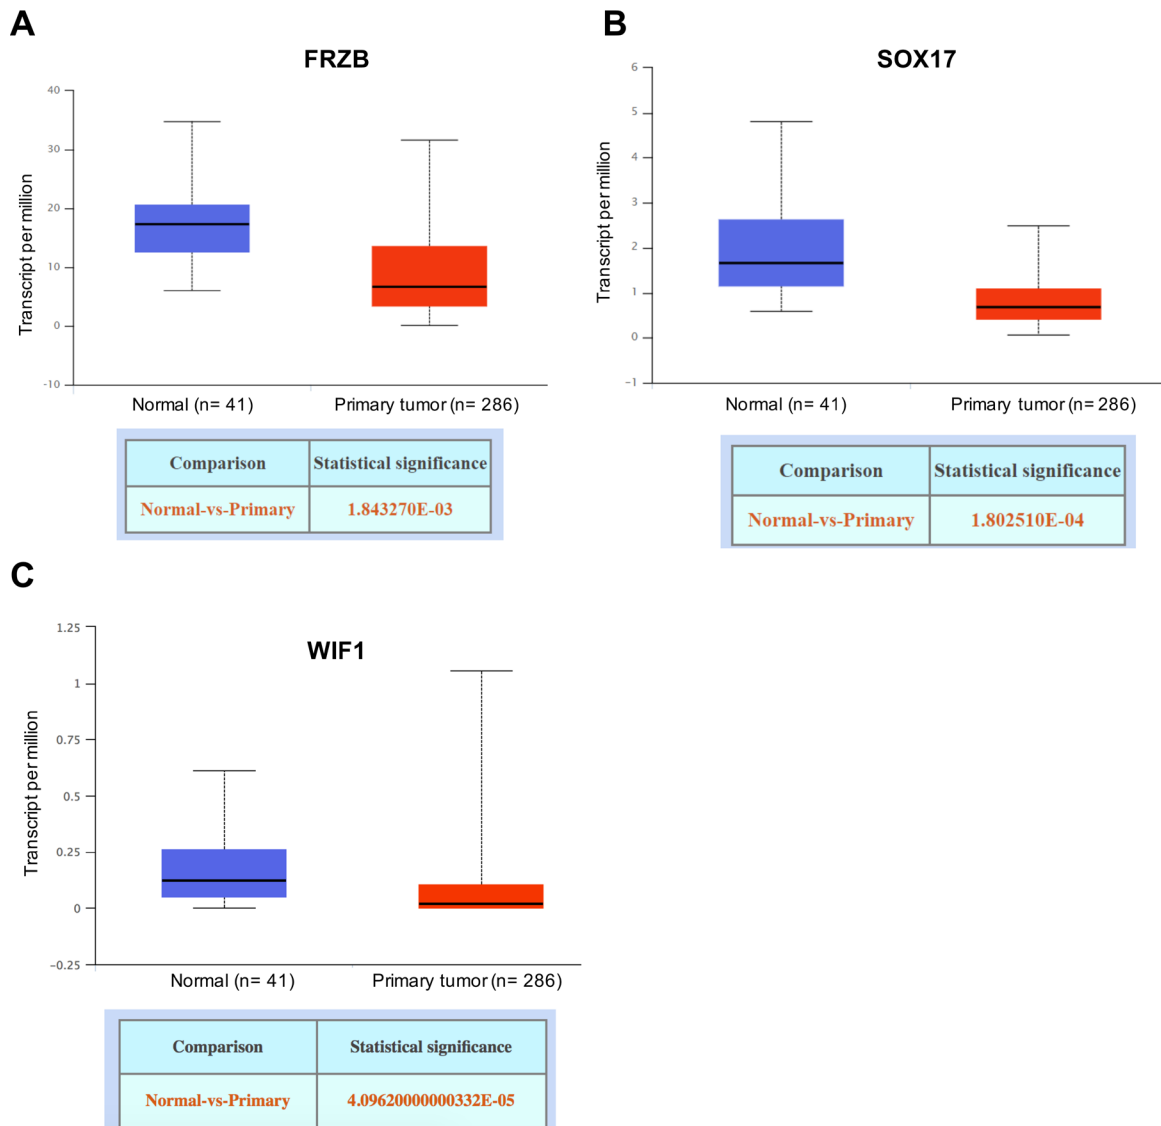 A
FRZB
Transcript per million
40
30
20
10
0
-10
Normal (n= 41)
Primary tumor (n= 286)
Comparison
Statistical significance
Normal-vs-Primary
1.843270E-03
B
SOX17
Transcript per million
6
5
4
3
2
1
0
-1
Normal (n= 41)
Primary tumor (n= 286)
Comparison
Statistical significance
Normal-vs-Primary
1.802510E-04
C
WIF1
Transcript per million
1.25
1
0.75
0.5
0.25
0
-0.25
Normal (n= 41)
Primary tumor (n= 286)
Comparison
Statistical significance
Normal-vs-Primary
4.09620000000332E-05